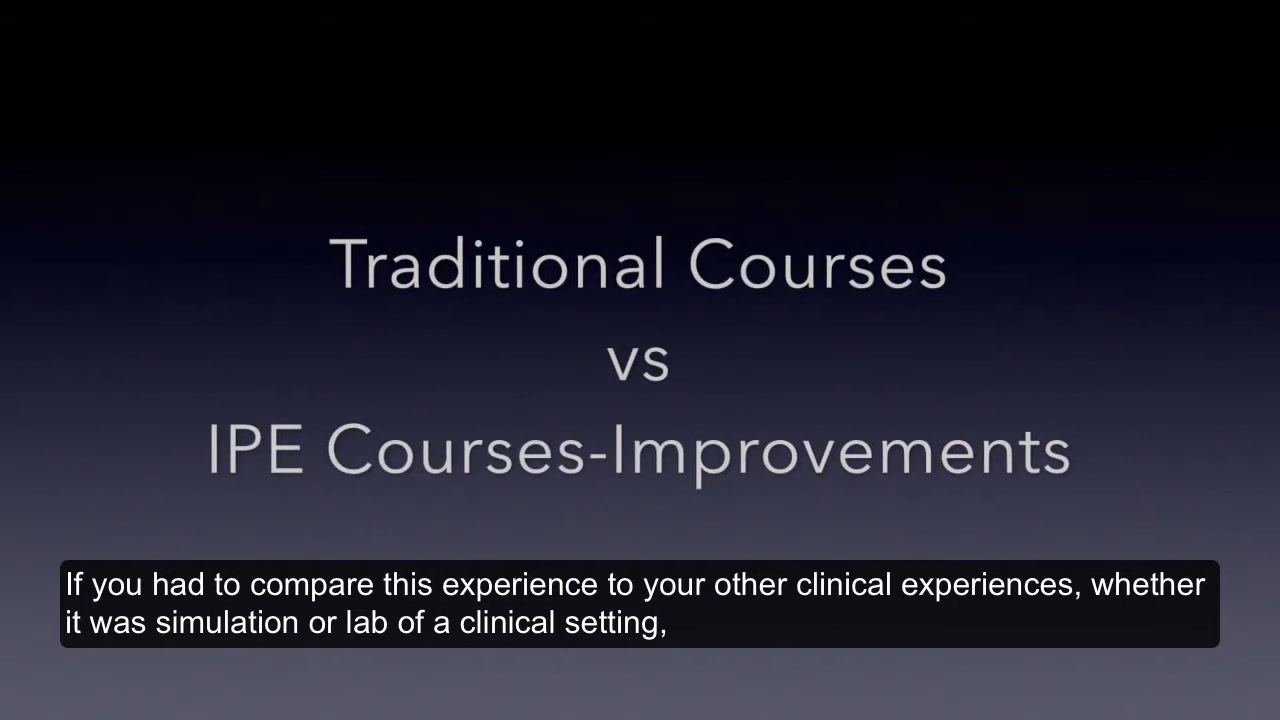 Traditional Courses
vs
IPE Courses-Improvements
If you had to compare this experience to your other clinical experiences, whether
it was simulation or lab of a clinical setting,